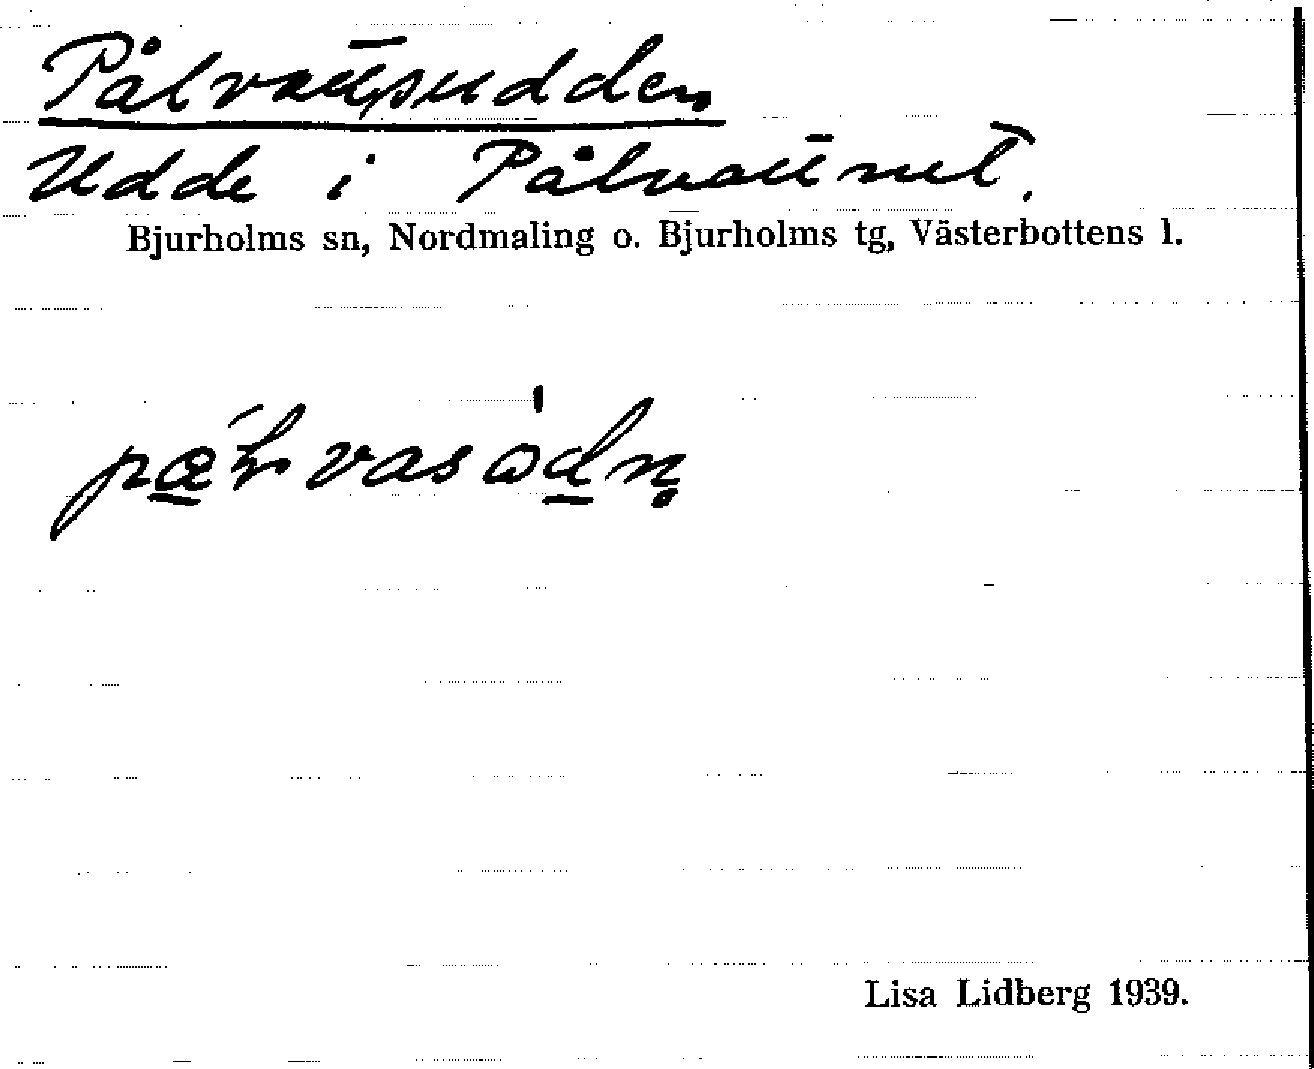 Pålvattsudden
Udde i Pålvattnet.
Bjurholms sn, Nordmaling o. Bjurholms tg, Västerbottens l.
Lisa Lidberg 1939.